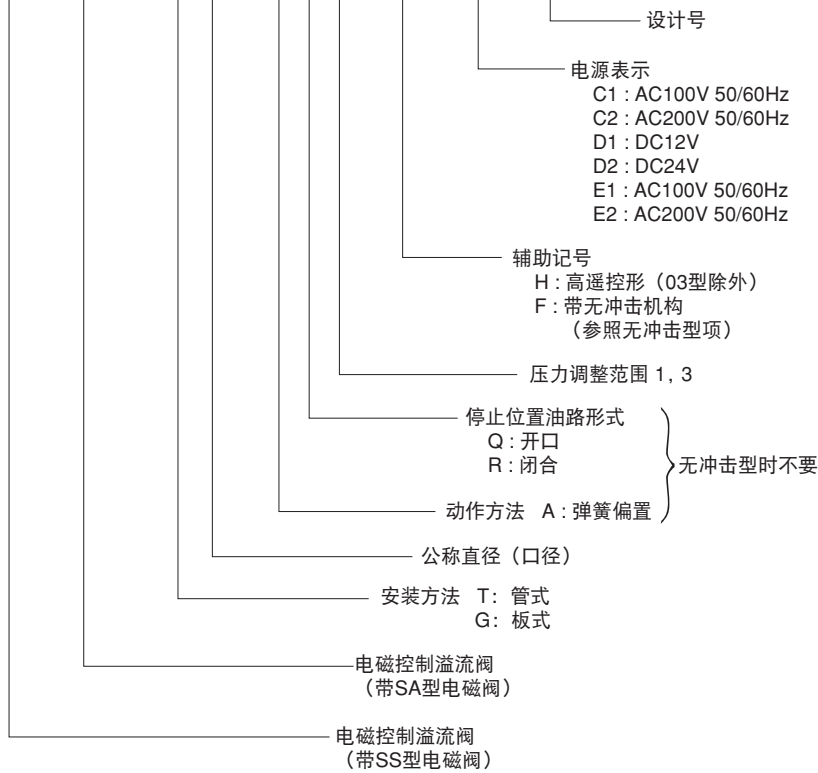 设计号
电源表示
C1 : AC100V 50/60Hz
C2 : AC200V 50/60Hz
D1 : DC12V
D2 : DC24V
E1 : AC100V 50/60Hz
E2 : AC200V 50/60Hz
辅助记号
H : 高遥控形（03型除外）
F : 带无冲击机构
（参照无冲击型项）
压力调整范围 1, 3
停止位置油路形式
Q : 开口
R : 闭合
无冲击型时不要
动作方法 A : 弹簧偏置
公称直径（口径）
安装方法 T： 管式
G： 板式
电磁控制溢流阀
（带SA型电磁阀）
电磁控制溢流阀
（带SS型电磁阀）